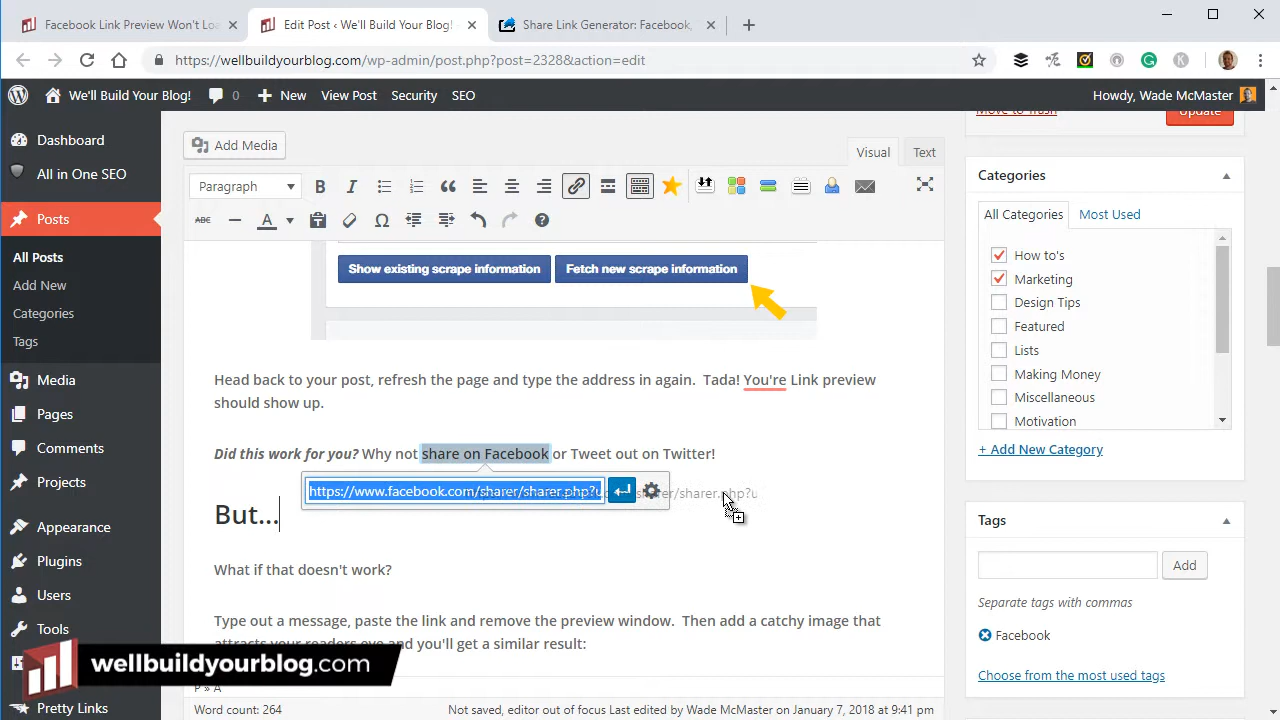 Facebook Link Preview Won't Loa
Edit Post ‹ We'll Build Your Blog! –
Share Link Generator: Facebook,
https://wellbuildyourblog.com/wp-admin/post.php?post=2328&action=edit
We'll Build Your Blog!
0
New
View Post
Security
SEO
Howdy, Wade McMaster
Dashboard
All in One SEO
Posts
All Posts
Add New
Categories
Tags
Media
Pages
Comments
Projects
Appearance
Plugins
Users
Tools
Pretty Links
Add Media
Visual
Text
Paragraph
B
I
ABC
A
Show existing scrape information
Fetch new scrape information
Head back to your post, refresh the page and type the address in again. Tada! You're Link preview
should show up.
Did this work for you? Why not share on Facebook or Tweet out on Twitter!
https://www.facebook.com/sharer/sharer.php?u
But...
What if that doesn't work?
Type out a message, paste the link and remove the preview window. Then add a catchy image that
attracts your readers eye and you'll get a similar result:
P » A
Word count: 264
Not saved, editor out of focus Last edited by Wade McMaster on January 7, 2018 at 9:41 pm
Move to Trash
Update
Categories
All Categories
Most Used
How to's
Marketing
Design Tips
Featured
Lists
Making Money
Miscellaneous
Motivation
+ Add New Category
Tags
Add
Separate tags with commas
Facebook
Choose from the most used tags
wellbuildyourblog.com